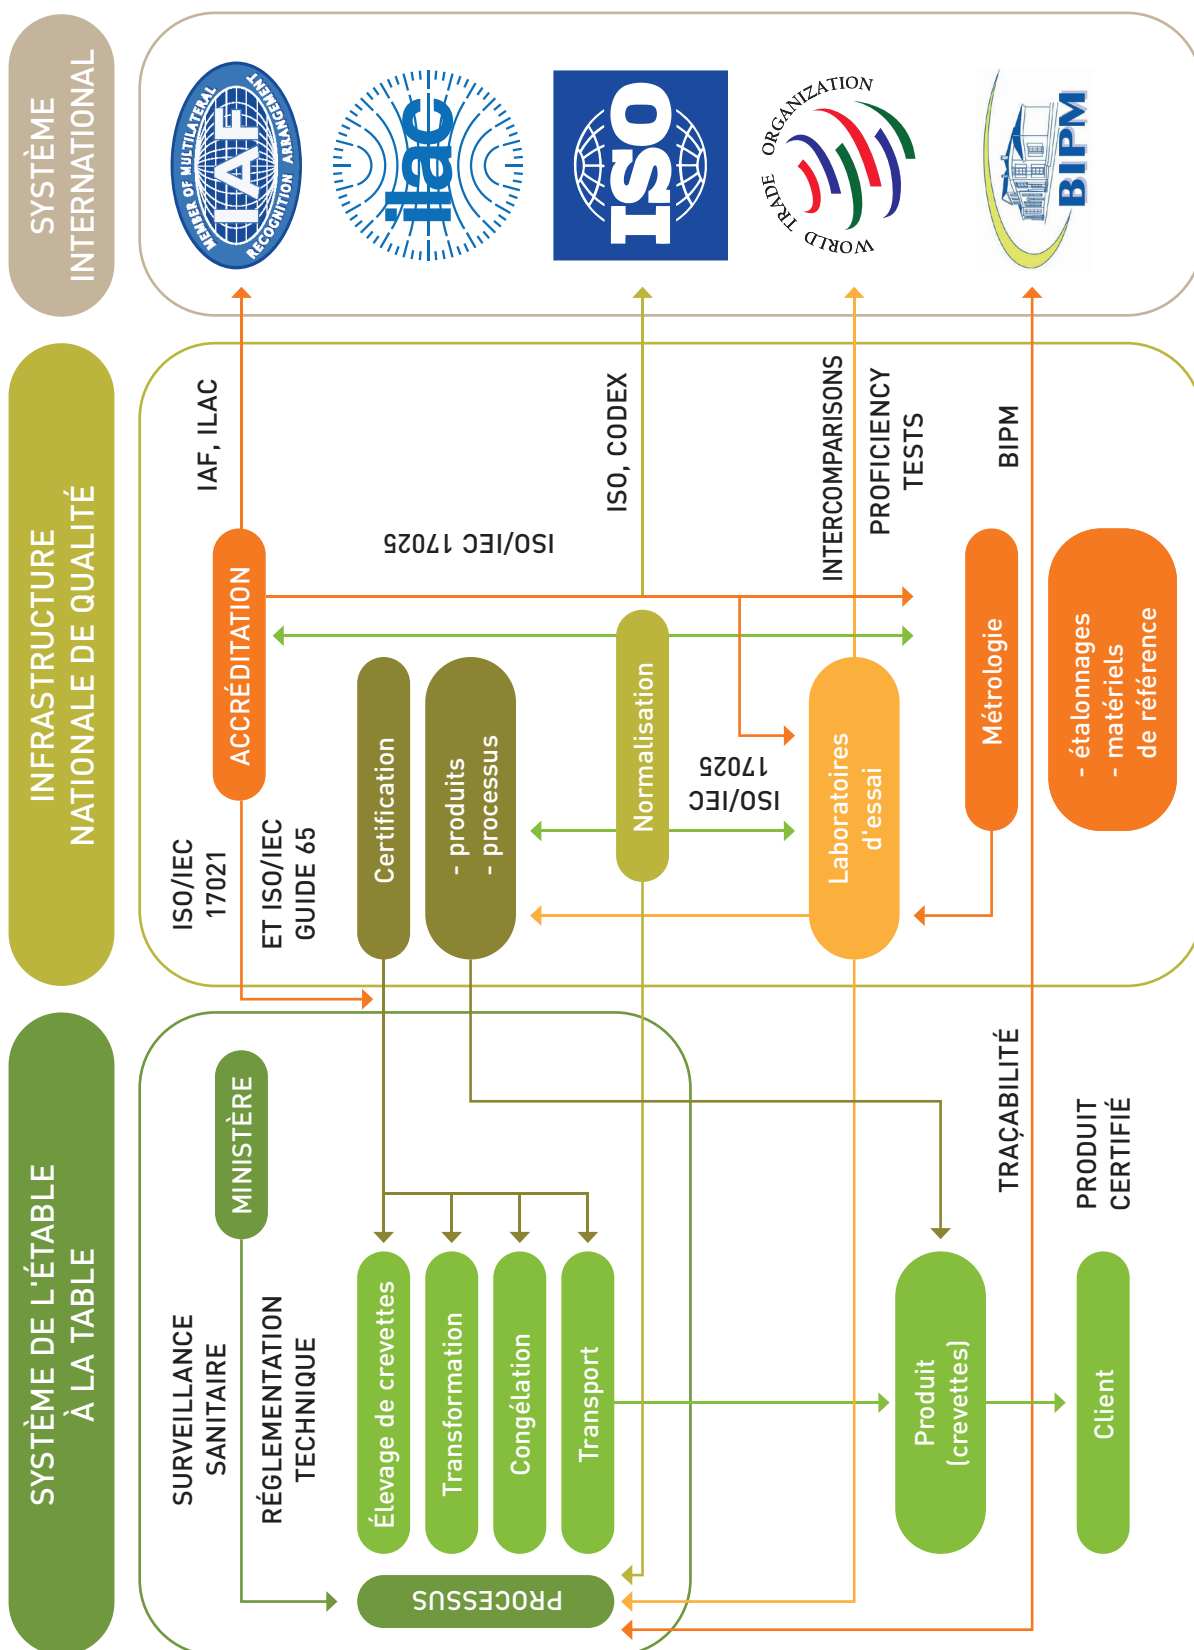 SYSTÈME DE L'ÉTABLE
À LA TABLE
INFRASTRUCTURE
NATIONALE DE QUALITÉ
SYSTÈME
INTERNATIONAL
SURVEILLANCE
SANITAIRE
MINISTÈRE
RÉGLEMENTATION
TECHNIQUE
PROCESSUS
Élevage de crevettes
Transformation
Congélation
Transport
Produit
(crevettes)
Client
TRAÇABILITÉ
PRODUIT
CERTIFIÉ
ISO/IEC
17021
ET ISO/IEC
GUIDE 65
ACCRÉDITATION
IAF, ILAC
Certification
- produits
- processus
ISO/IEC 17025
Normalisation
ISO, CODEX
ISO/IEC
17025
Laboratoires
d'essai
INTERCOMPARISONS
PROFICIENCY
TESTS
Métrologie
BIPM
- étalonnages
- matériels
de référence
MEMBER OF MULTILATERAL
IAF
RECOGNITION ARRANGEMENT
ilac
ISO
WORLD TRADE ORGANIZATION
BIPM